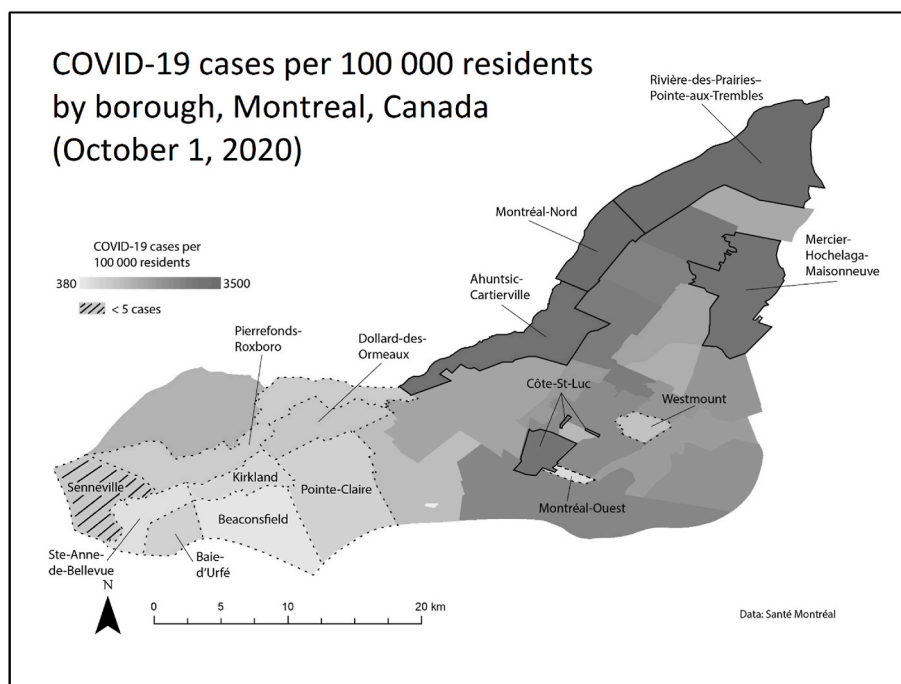 COVID-19 cases per 100 000 residents
by borough, Montreal, Canada
(October 1, 2020)
Rivière-des-Prairies–
Pointe-aux-Trembles
Montréal-Nord
Mercier-
Hochelaga-
Maisonneuve
COVID-19 cases per
100 000 residents
380
3500
< 5 cases
Ahuntsic-
Cartierville
Pierrefonds-
Roxboro
Dollard-des-
Ormeaux
Côte-St-Luc
Westmount
Senneville
Kirkland
Pointe-Claire
Beaconsfield
Montréal-Ouest
Ste-Anne-
de-Bellevue
Baie-
d'Urfé
N
0 5 10 20 km
Data: Santé Montréal